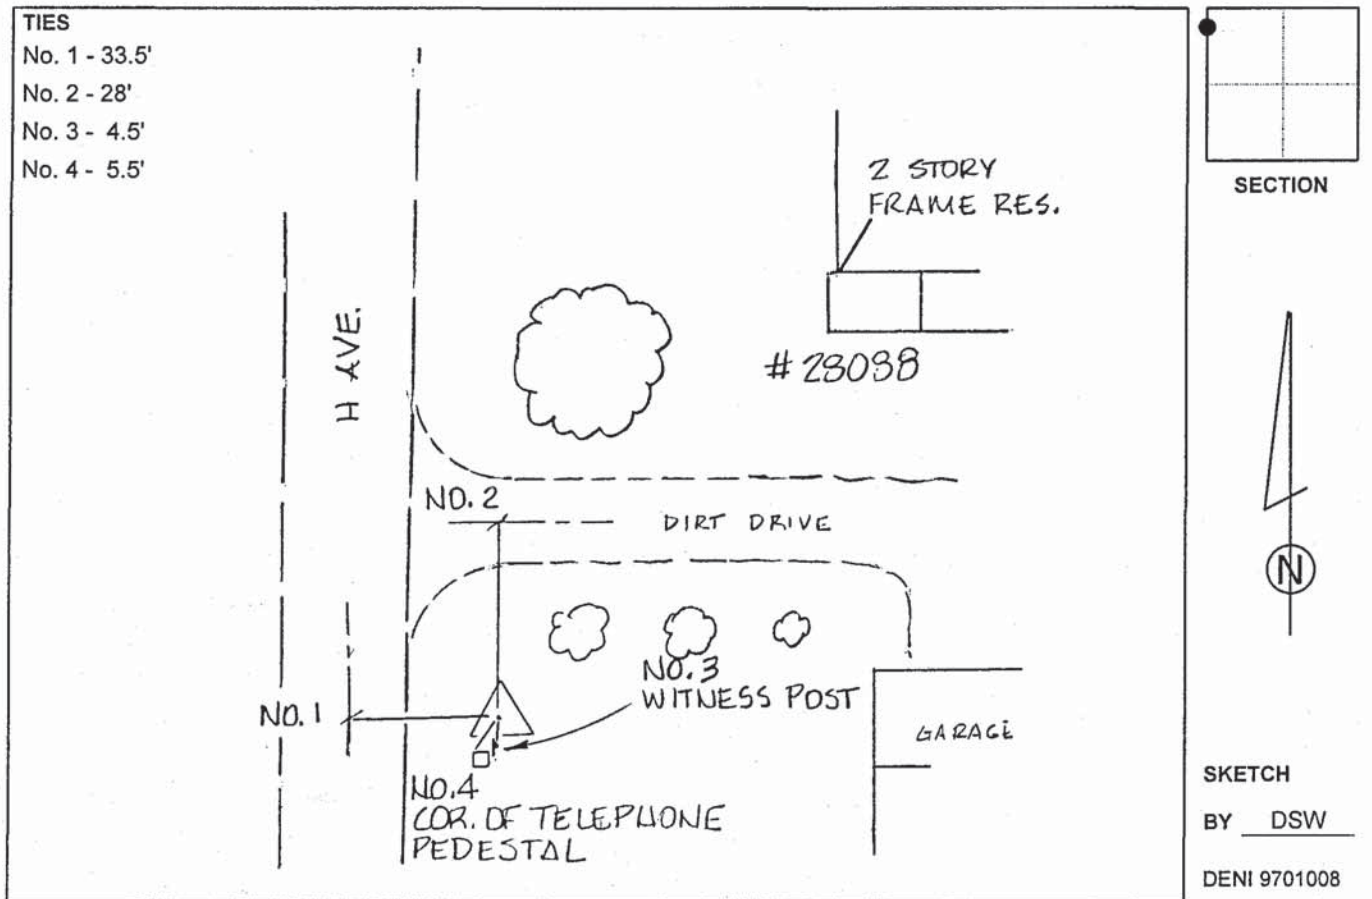 TIES
No. 1 - 33.5'
No. 2 - 28'
No. 3 - 4.5'
No. 4 - 5.5'
2 STORY
FRAME RES.
#28088
H AVE.
NO. 2
DIRT DRIVE
NO. 3
WITNESS POST
NO. 1
GARAGE
NO. 4
COR. OF TELEPHONE
PEDESTAL
SECTION
N
SKETCH
BY DSW
DENI 9701008